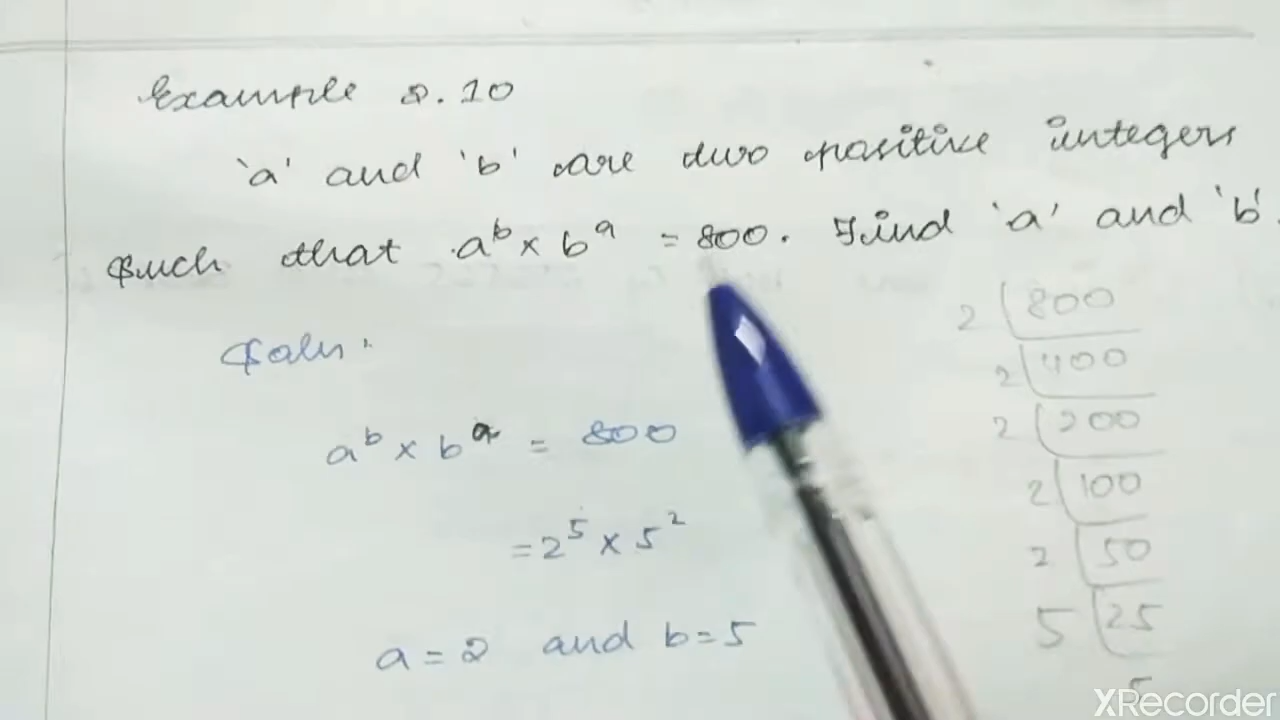 Example 2.10
'a' and 'b' are two positive integers
such that a^b × b^a = 800. Find 'a' and 'b'
Soln:
a^b × b^a = 800
= 2^5 × 5^2
a = 2 and b = 5
2 | 800
2 | 400
2 | 200
2 | 100
2 | 50
5 | 25
5
XRecorder